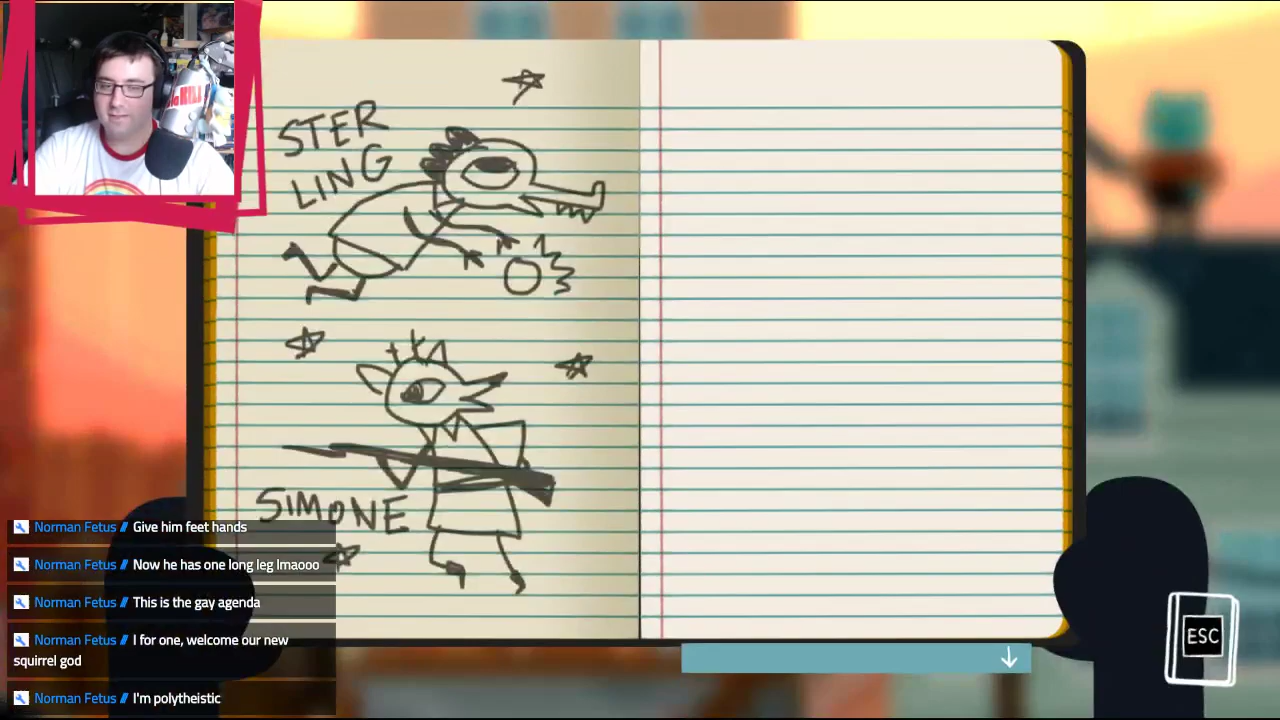 STER
LING
SIMONE
Norman Fetus // Give him feet hands
Norman Fetus // Now he has one long leg lmaooo
Norman Fetus // This is the gay agenda
Norman Fetus // I for one, welcome our new
squirrel god
Norman Fetus // I'm polytheistic
ESC